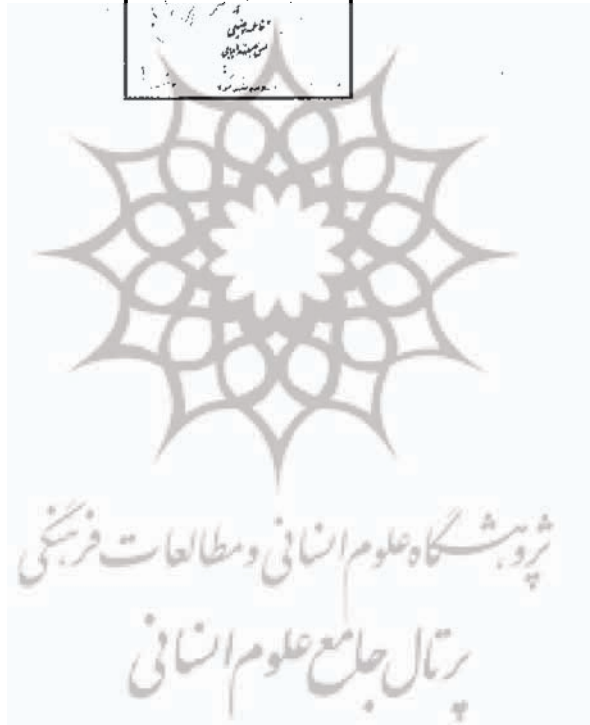 پژوهشگاه علوم انسانی و مطالعات فرهنگی
پرتال جامع علوم انسانی